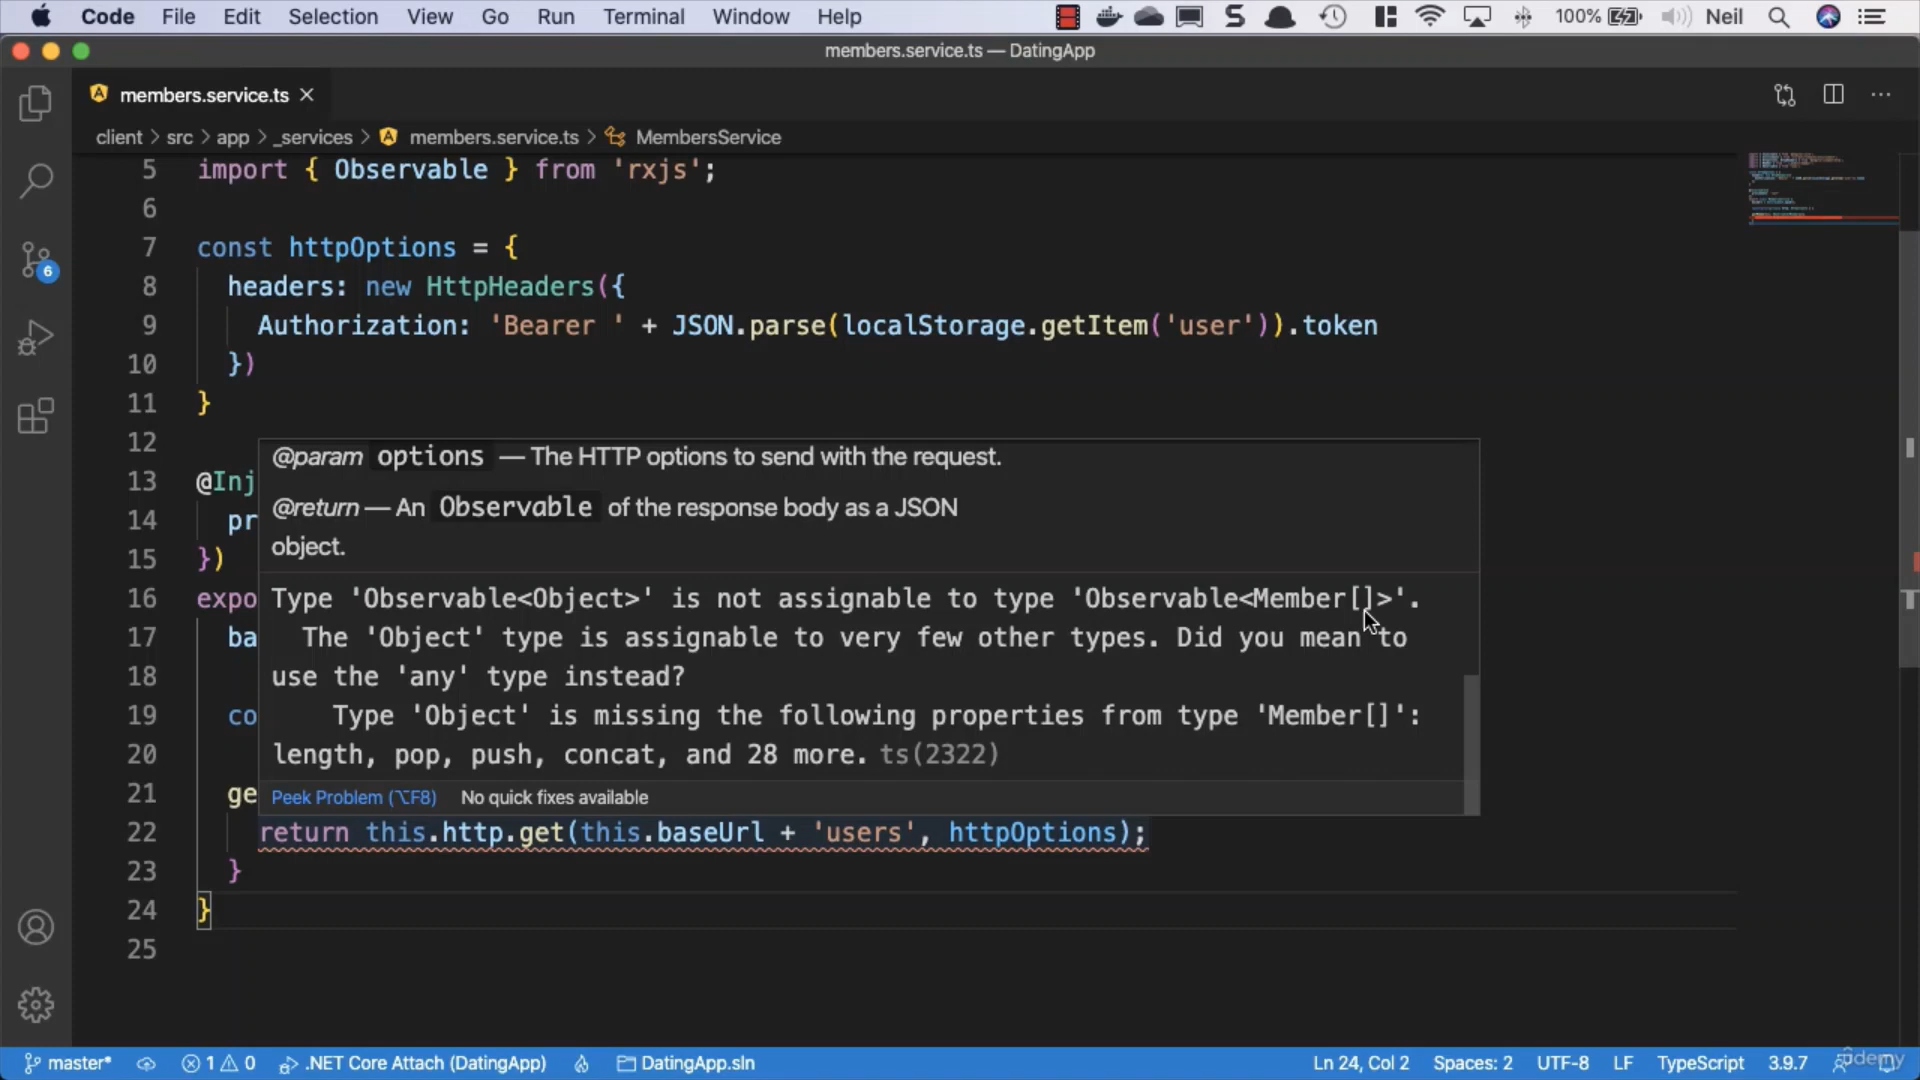 Code File Edit Selection View Go Run Terminal Window Help 100% Neil
members.service.ts — DatingApp
members.service.ts
client > src > app > _services > members.service.ts > MembersService
5 import { Observable } from 'rxjs';
6
7 const httpOptions = {
8 headers: new HttpHeaders({
9 Authorization: 'Bearer ' + JSON.parse(localStorage.getItem('user')).token
10 })
11 }
12
@param options — The HTTP options to send with the request.
13 @Inj
@return — An Observable of the response body as a JSON
14 pr
object.
15 })
16 expo
Type 'Observable<Object>' is not assignable to type 'Observable<Member[]>'.
17 ba
The 'Object' type is assignable to very few other types. Did you mean to
18
use the 'any' type instead?
19 co
Type 'Object' is missing the following properties from type 'Member[]':
20
length, pop, push, concat, and 28 more. ts(2322)
21 ge
Peek Problem (⌥F8) No quick fixes available
22 return this.http.get(this.baseUrl + 'users', httpOptions);
23 }
24 }
25
6
master* 1 0 .NET Core Attach (DatingApp) DatingApp.sln Ln 24, Col 2 Spaces: 2 UTF-8 LF TypeScript 3.9.7
udemy